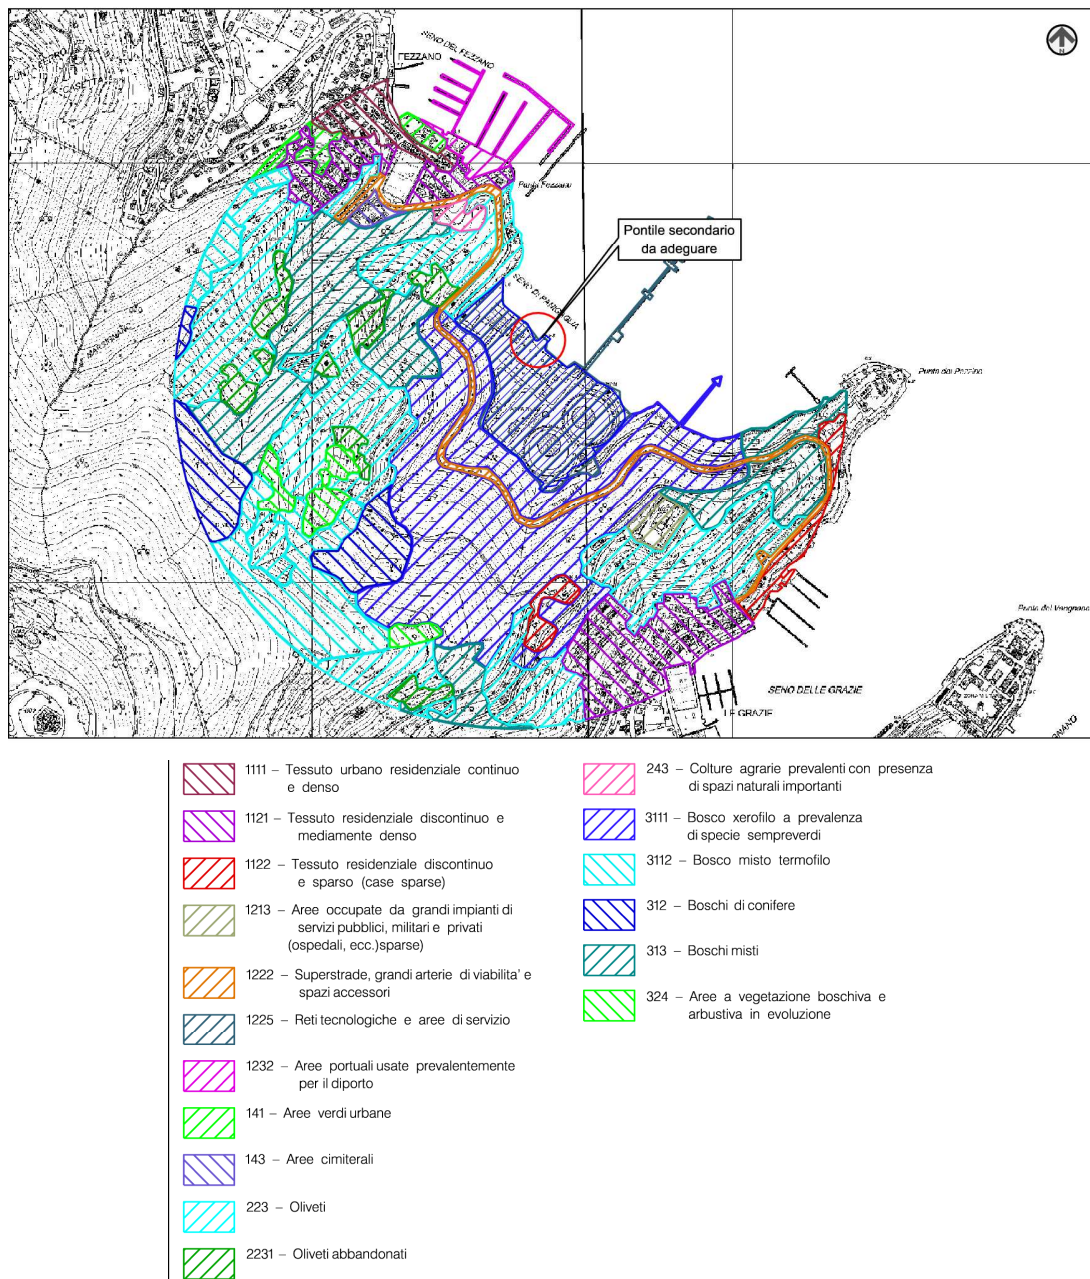 SENO DEL FEZZANO
FEZZANO
Punta Fezzano
Pontile secondario
da adeguare
Punta del Pezzino
Punta del Varignano
SENO DELLE GRAZIE
LE GRAZIE
1111 – Tessuto urbano residenziale continuo
e denso
1121 – Tessuto residenziale discontinuo e
mediamente denso
1122 – Tessuto residenziale discontinuo
e sparso (case sparse)
1213 – Aree occupate da grandi impianti di
servizi pubblici, militari e privati
(ospedali, ecc.)sparse)
1222 – Superstrade, grandi arterie di viabilita' e
spazi accessori
1225 – Reti tecnologiche e aree di servizio
1232 – Aree portuali usate prevalentemente
per il diporto
141 – Aree verdi urbane
143 – Aree cimiterali
223 – Oliveti
2231 – Oliveti abbandonati
243 – Colture agrarie prevalenti con presenza
di spazi naturali importanti
3111 – Bosco xerofilo a prevalenza
di specie sempreverdi
3112 – Bosco misto termofilo
312 – Boschi di conifere
313 – Boschi misti
324 – Aree a vegetazione boschiva e
arbustiva in evoluzione